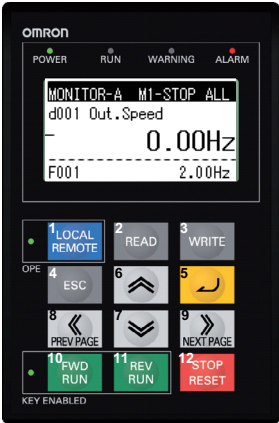 OMRON
POWER RUN WARNING ALARM
MONITOR-A M1-STOP ALL
d001 Out.Speed
0.00Hz
F001 2.00Hz
1 LOCAL
REMOTE
2 READ
3 WRITE
OPE
4 ESC
6
5
8 PREV PAGE
7
9 NEXT PAGE
10 FWD
RUN
11 REV
RUN
12 STOP
RESET
KEY ENABLED